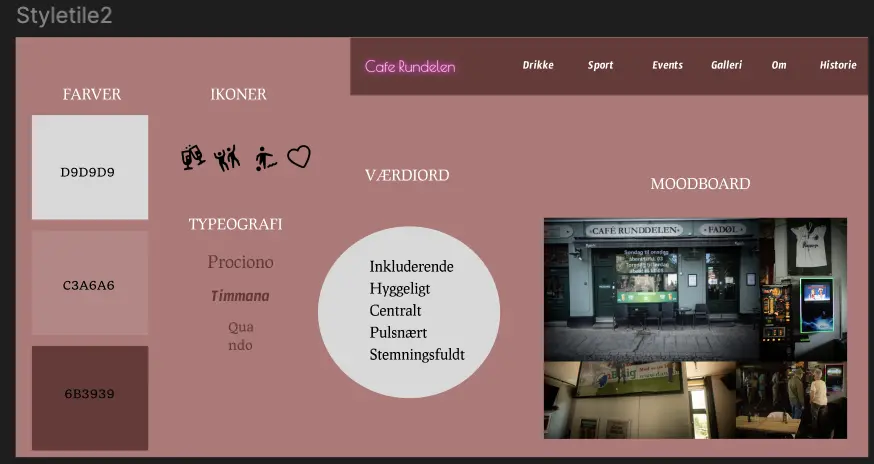 Styletile2
Cafe Rundelen
Drikke
Sport
Events
Galleri
Om
Historie
FARVER
D9D9D9
C3A6A6
6B3939
IKONER
TYPEOGRAFI
Prociono
Timmana
Qua
ndo
VÆRDIORD
Inkluderende
Hyggeligt
Centralt
Pulsnært
Stemningsfuldt
MOODBOARD
CAFÉ RUNDDELEN
FADØL